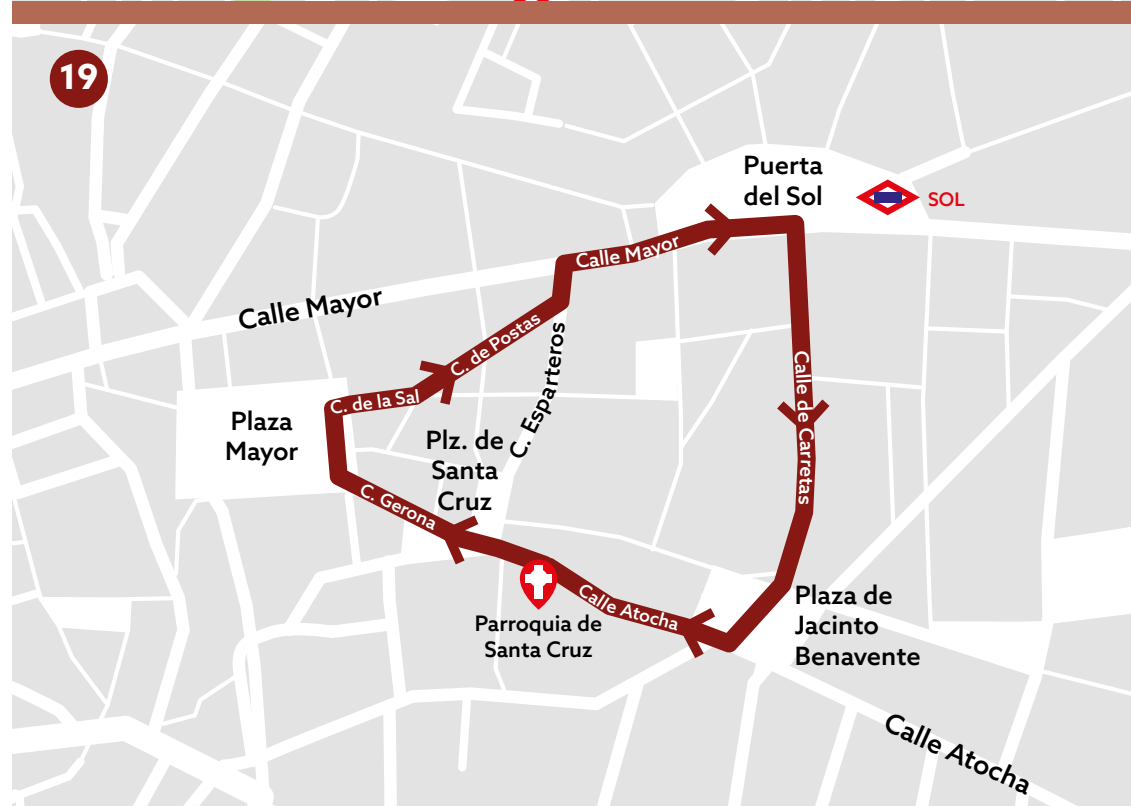 19
Puerta
del Sol
SOL
Calle Mayor
Calle Mayor
C. de Postas
C. Esparteros
Calle de Carretas
C. de la Sal
Plaza
Mayor
Plz. de
Santa
Cruz
C. Gerona
Calle Atocha
Parroquia de
Santa Cruz
Plaza de
Jacinto
Benavente
Calle Atocha